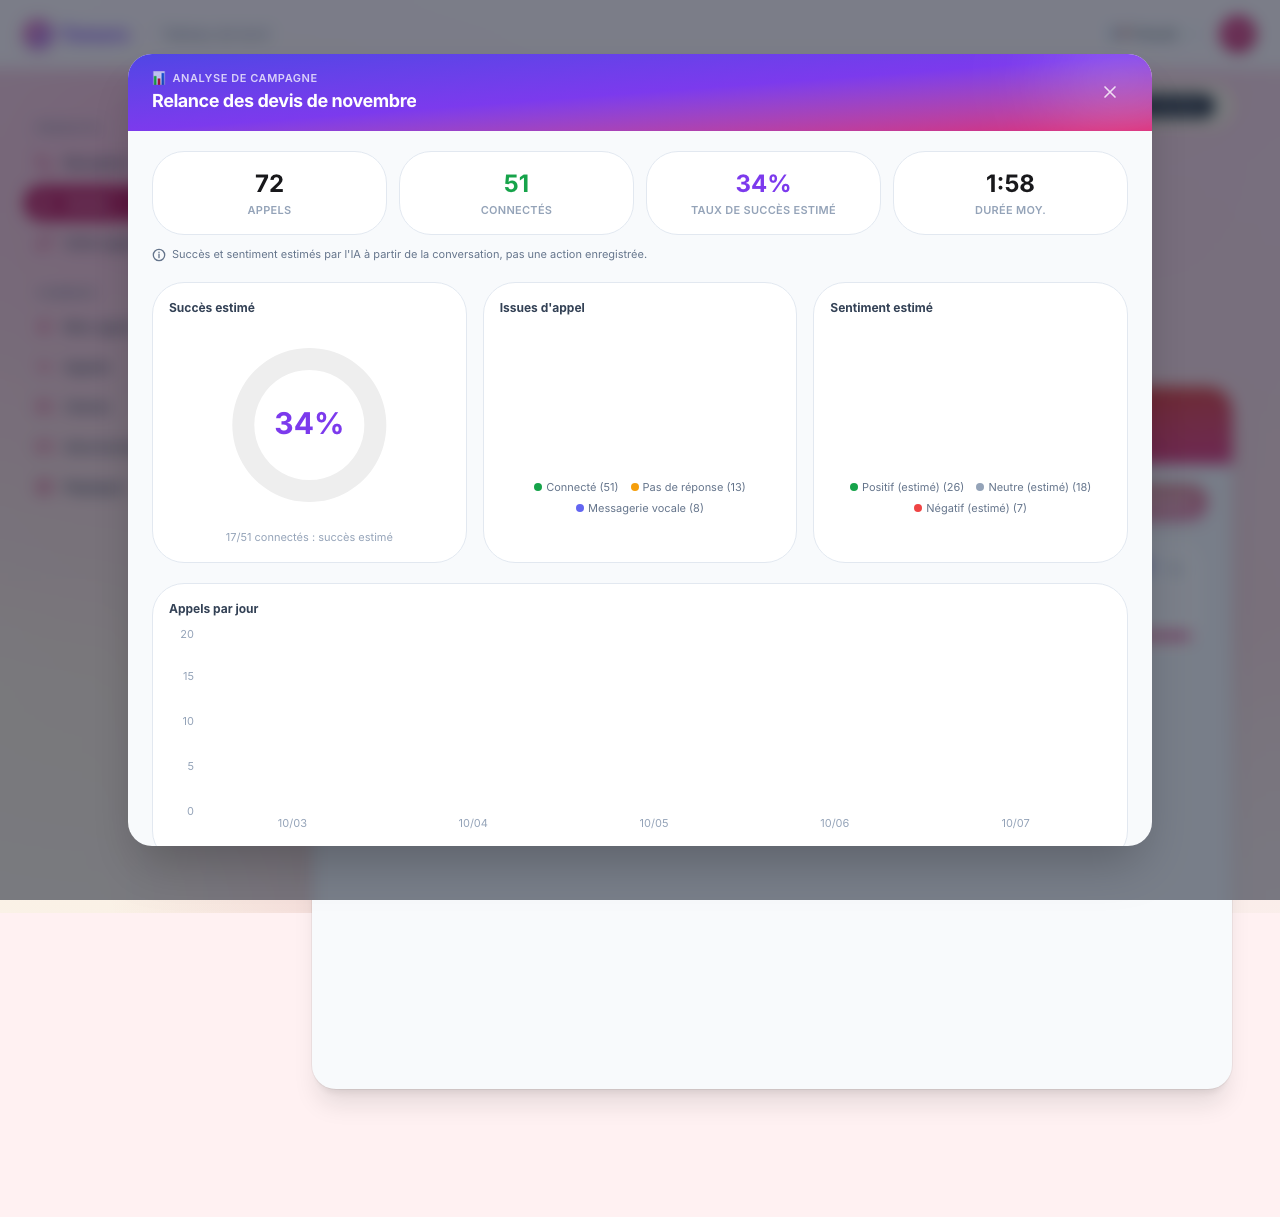 ANALYSE DE CAMPAGNE
Relance des devis de novembre
72
APPELS
51
CONNECTÉS
34%
TAUX DE SUCCÈS ESTIMÉ
1:58
DURÉE MOY.
Succès et sentiment estimés par l'IA à partir de la conversation, pas une action enregistrée.
Succès estimé
34%
17/51 connectés : succès estimé
Issues d'appel
Connecté (51) Pas de réponse (13)
Messagerie vocale (8)
Sentiment estimé
Positif (estimé) (26) Neutre (estimé) (18)
Négatif (estimé) (7)
Appels par jour
20
15
10
5
0
10/03 10/04 10/05 10/06 10/07